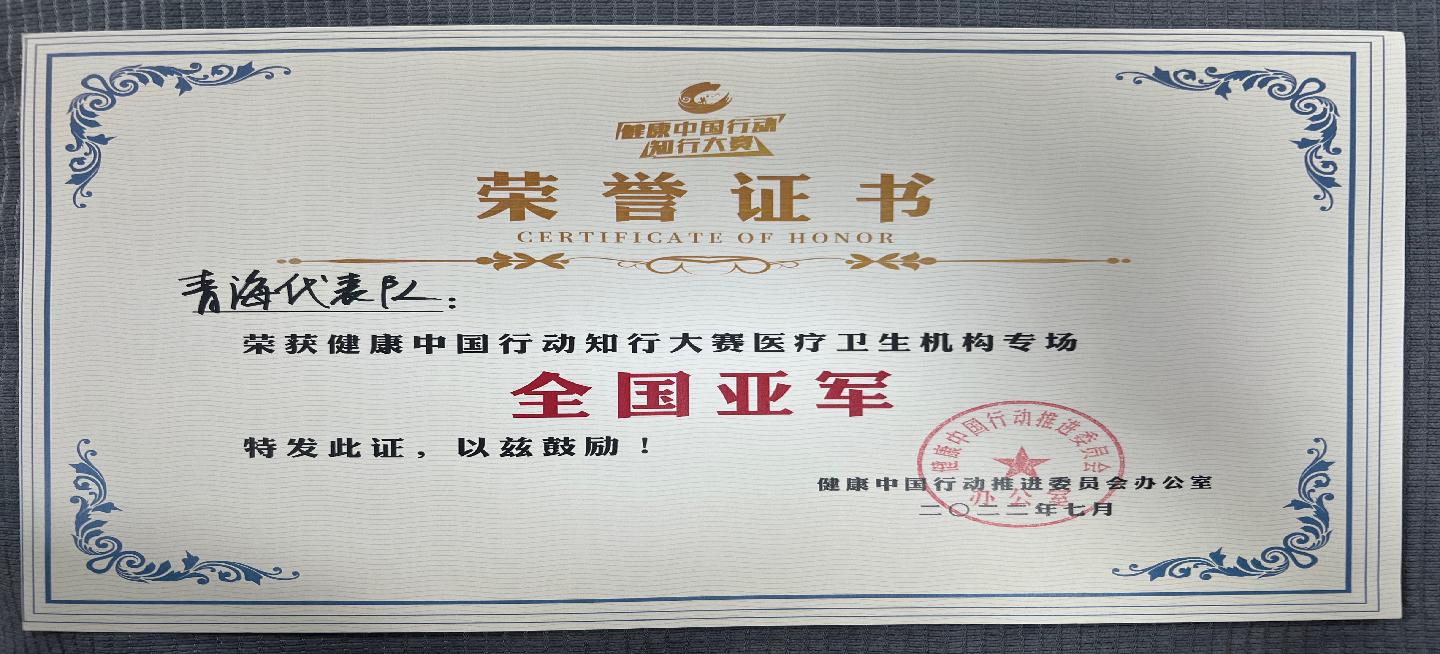 健康中国行动
知行大赛
荣誉证书
CERTIFICATE OF HONOR
青海代表队：
荣获健康中国行动知行大赛医疗卫生机构专场
全国亚军
特发此证，以兹鼓励！
健康中国行动推进委员会
办公室
健康中国行动推进委员会办公室
二〇二二年七月